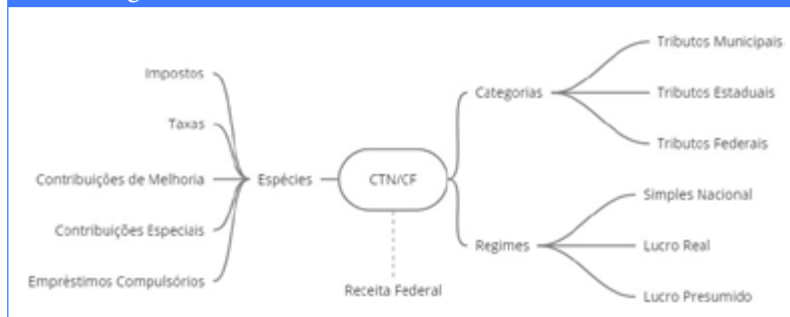 Impostos
Taxas
Contribuições de Melhoria
Contribuições Especiais
Empréstimos Compulsórios
Espécies
CTN/CF
Receita Federal
Categorias
Tributos Municipais
Tributos Estaduais
Tributos Federais
Regimes
Simples Nacional
Lucro Real
Lucro Presumido